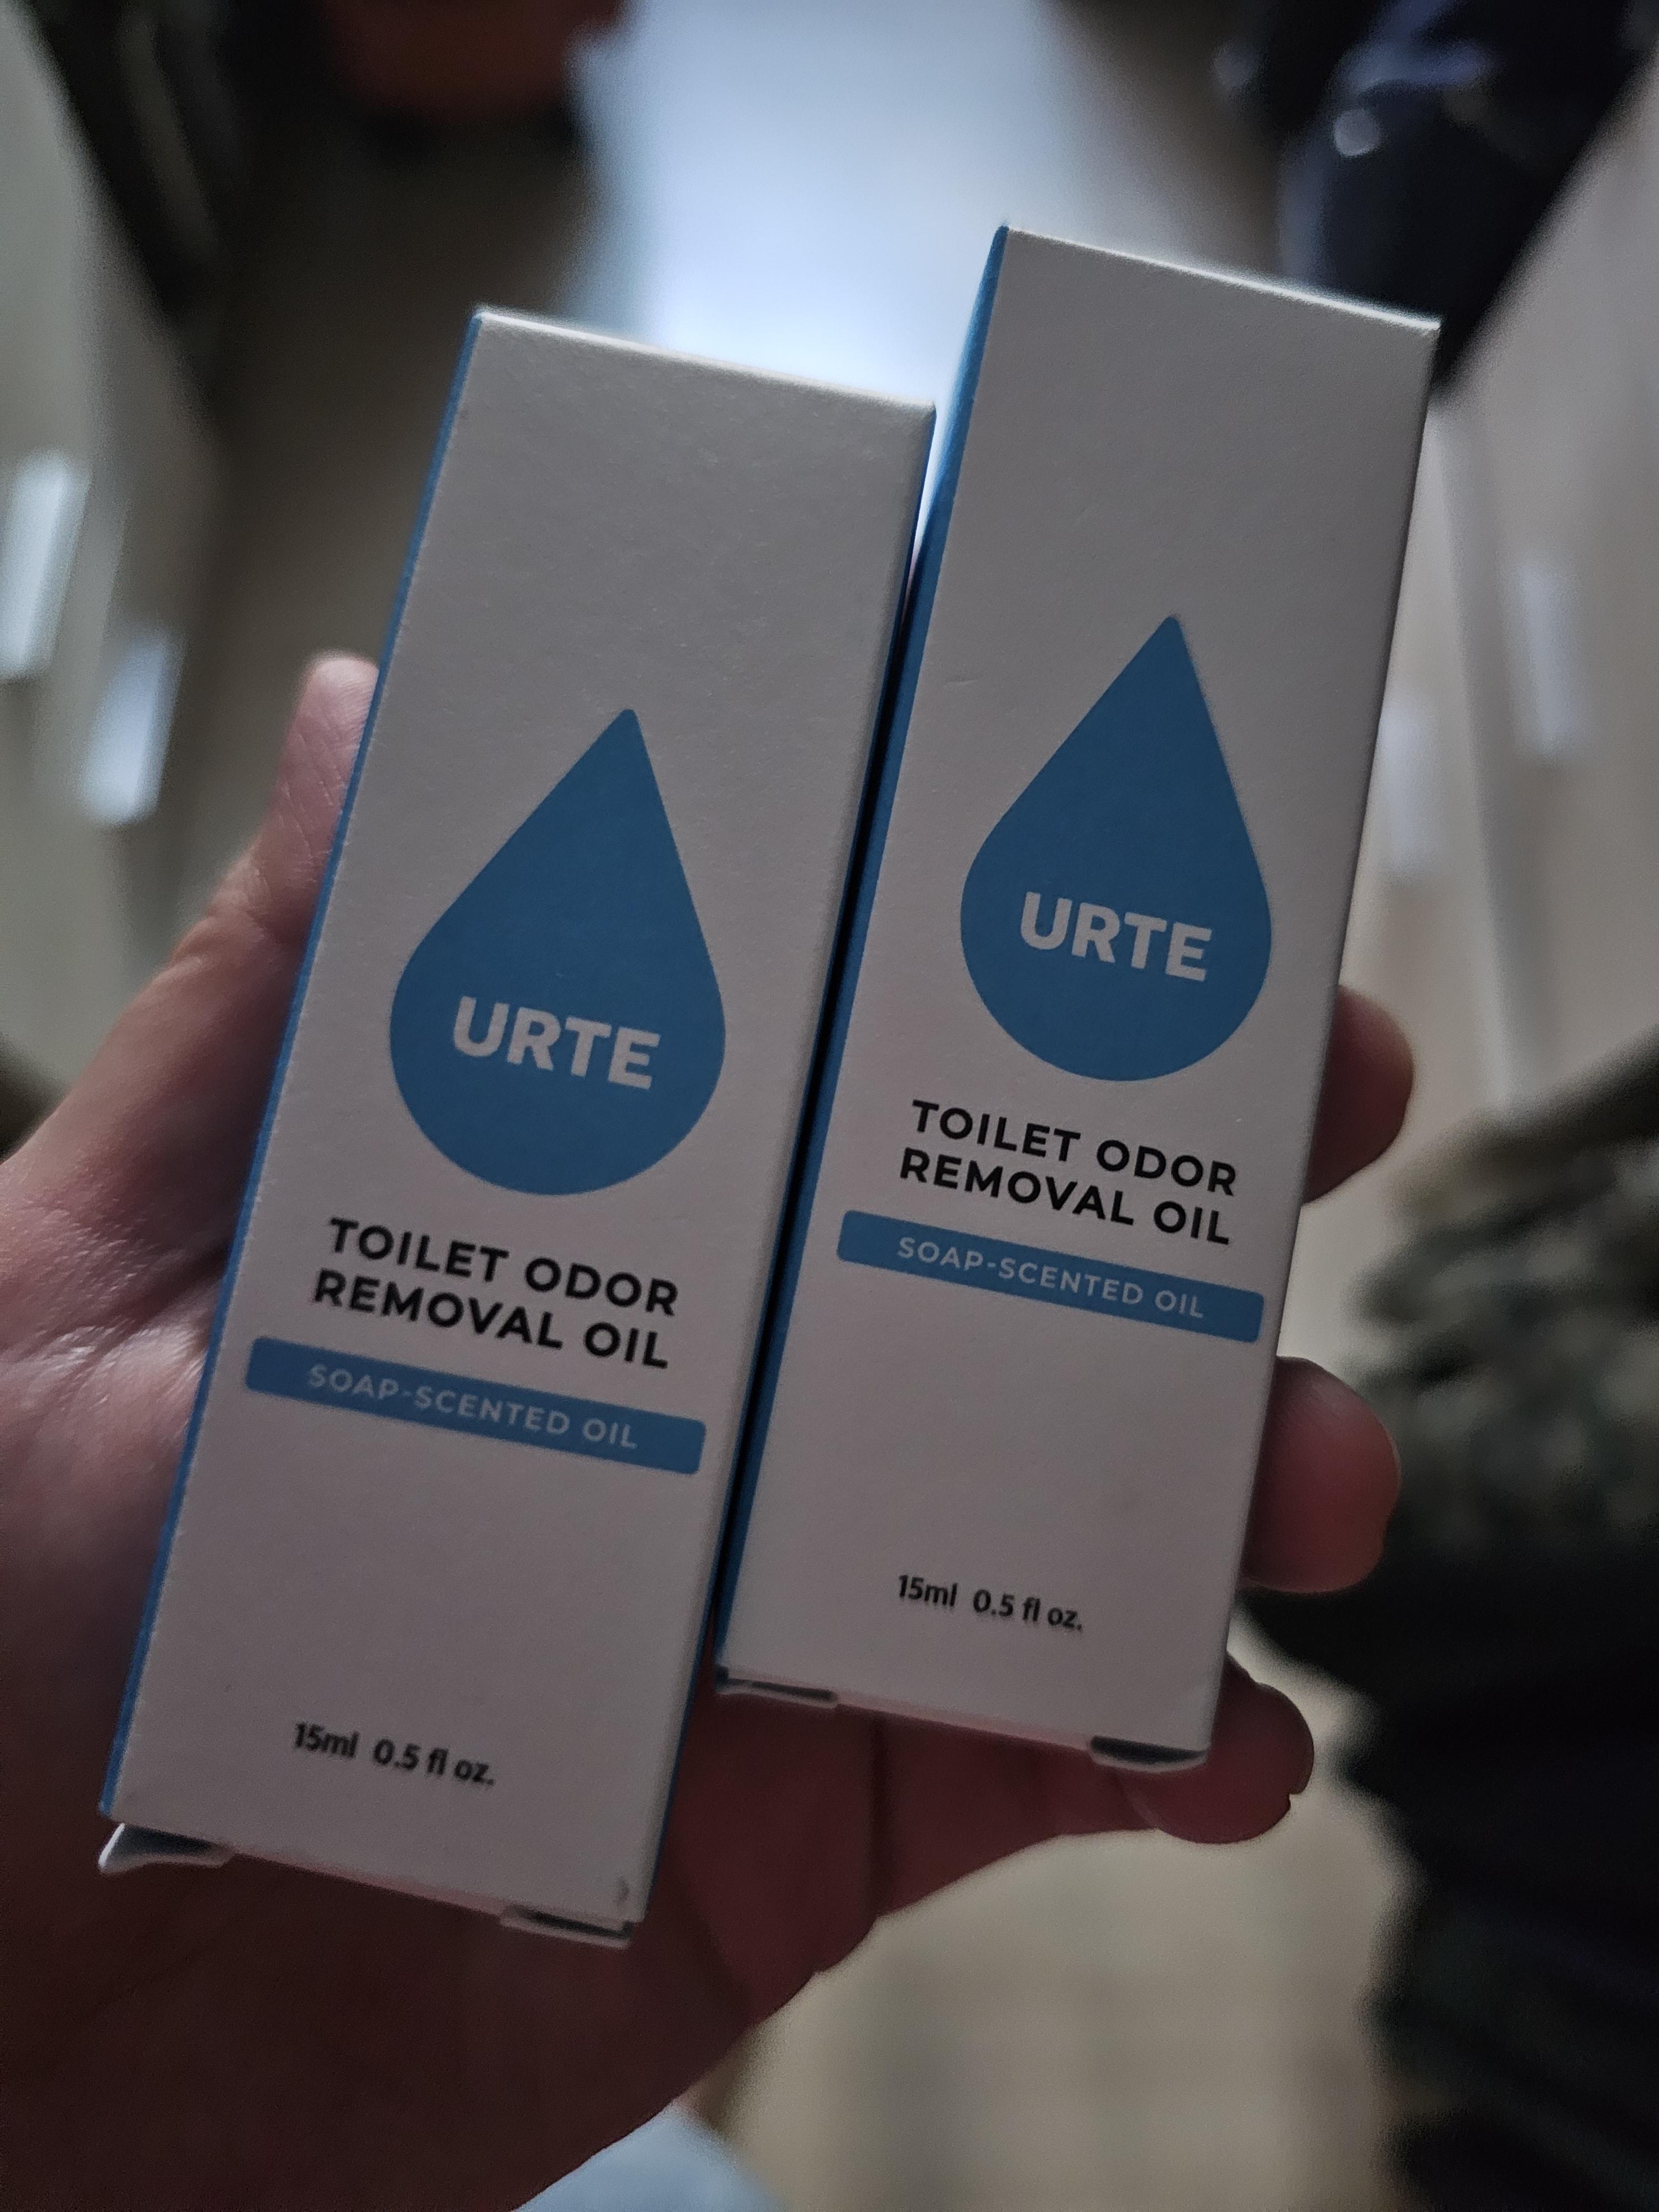 URTE
TOILET ODOR
REMOVAL OIL
SOAP-SCENTED OIL
15ml 0.5 fl oz.
URTE
TOILET ODOR
REMOVAL OIL
SOAP-SCENTED OIL
15ml 0.5 fl oz.